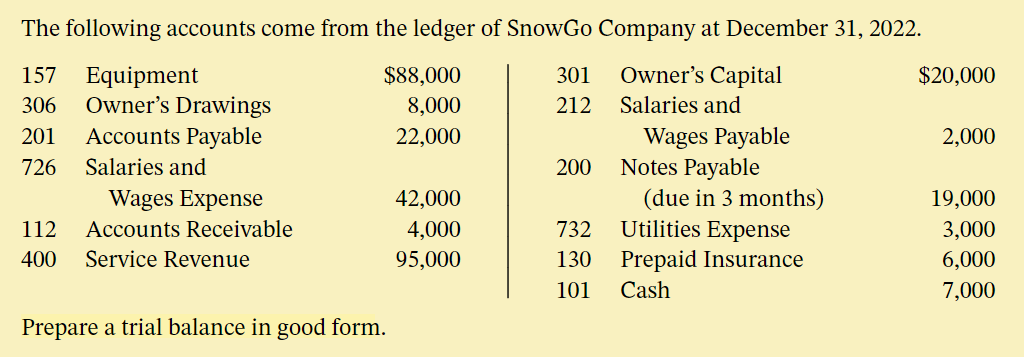 The following accounts come from the ledger of SnowGo Company at December 31, 2022.
157 Equipment $88,000
306 Owner’s Drawings 8,000
201 Accounts Payable 22,000
726 Salaries and
Wages Expense 42,000
112 Accounts Receivable 4,000
400 Service Revenue 95,000
301 Owner’s Capital $20,000
212 Salaries and
Wages Payable 2,000
200 Notes Payable
(due in 3 months) 19,000
732 Utilities Expense 3,000
130 Prepaid Insurance 6,000
101 Cash 7,000
Prepare a trial balance in good form.